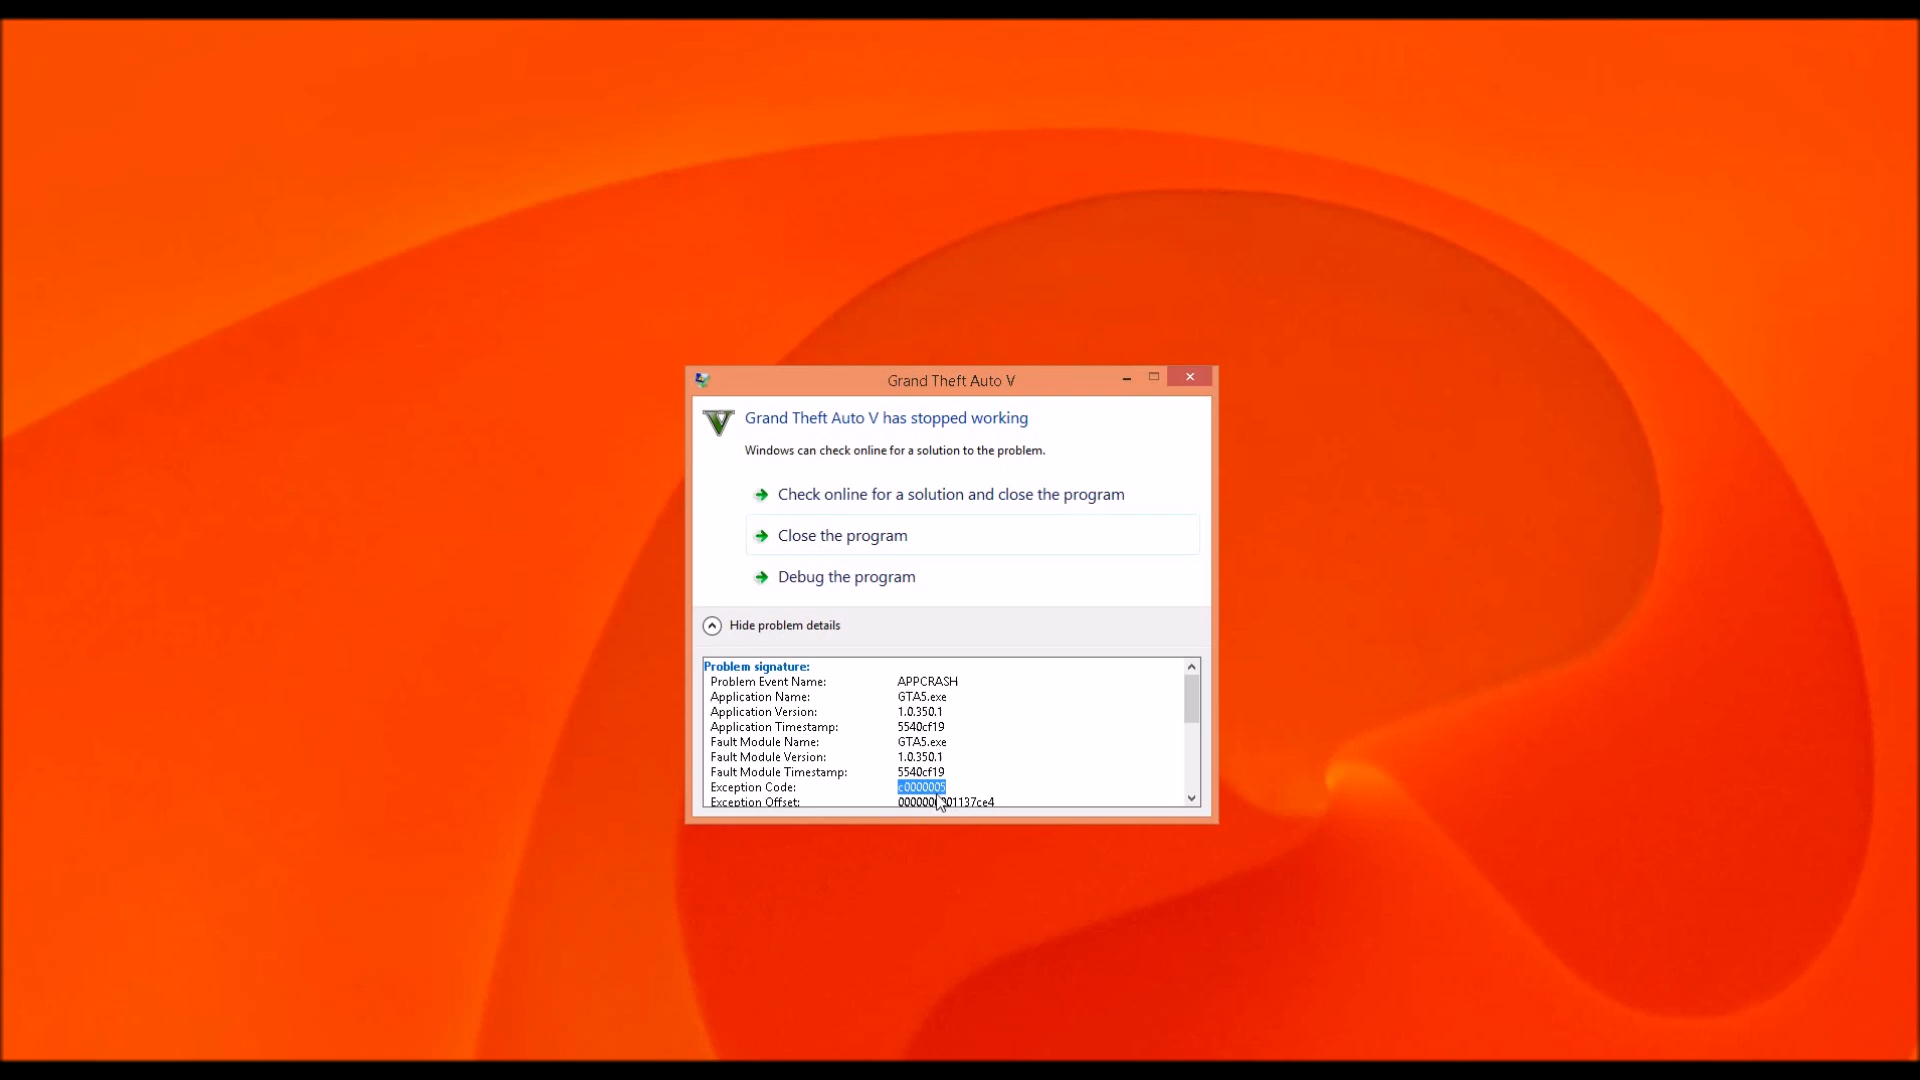 Grand Theft Auto V
Grand Theft Auto V has stopped working
Windows can check online for a solution to the problem.
Check online for a solution and close the program
Close the program
Debug the program
Hide problem details
Problem signature:
Problem Event Name: APPCRASH
Application Name: GTA5.exe
Application Version: 1.0.350.1
Application Timestamp: 5540cf19
Fault Module Name: GTA5.exe
Fault Module Version: 1.0.350.1
Fault Module Timestamp: 5540cf19
Exception Code: c0000005
Exception Offset: